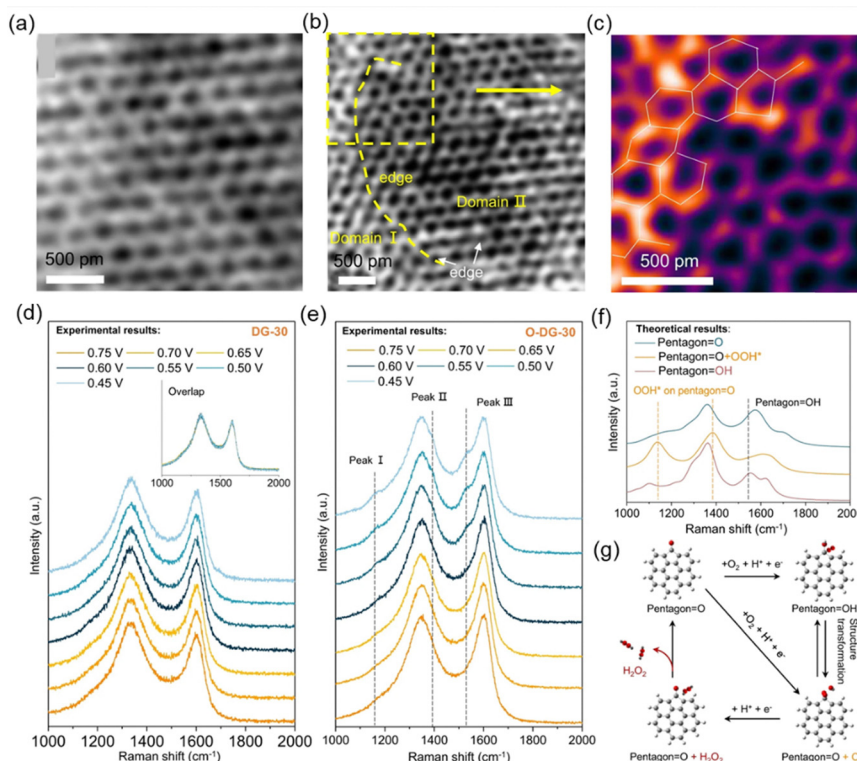 (a)
500 pm
(b)
edge
Domain II
Domain I
edge
500 pm
(c)
500 pm
(d)
Experimental results:
DG-30
0.75 V 0.70 V 0.65 V
0.60 V 0.55 V 0.50 V
0.45 V
Overlap
1000 1500 2000
Intensity (a.u.)
1000 1200 1400 1600 1800 2000
Raman shift (cm⁻¹)
(e)
Experimental results:
O-DG-30
0.75 V 0.70 V 0.65 V
0.60 V 0.55 V 0.50 V
0.45 V
Peak I
Peak II
Peak III
Intensity (a.u.)
1000 1200 1400 1600 1800 2000
Raman shift (cm⁻¹)
(f)
Theoretical results:
Pentagon=O
Pentagon=O+OOH*
Pentagon=OH
OOH* on pentagon=O
Pentagon=OH
Intensity (a.u.)
1000 1200 1400 1600 1800 200
Raman shift (cm⁻¹)
(g)
+O₂ + H⁺ + e⁻
Pentagon=O
Pentagon=OH
+O₂ + H⁺ + e⁻
Structure
transformation
H₂O₂
+ H⁺ + e⁻
Pentagon=O + H₂O₂
Pentagon=O + O